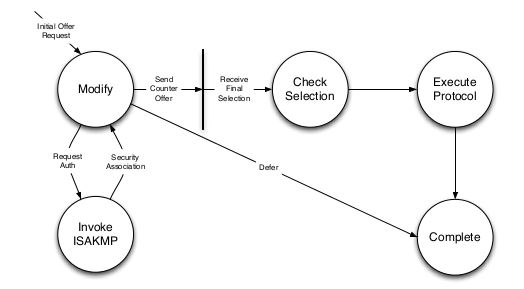 Initial Offer
Request
Modify
Send
Counter
Offer
Receive
Final
Selection
Check
Selection
Execute
Protocol
Request
Auth
Security
Association
Defer
Invoke
ISAKMP
Complete